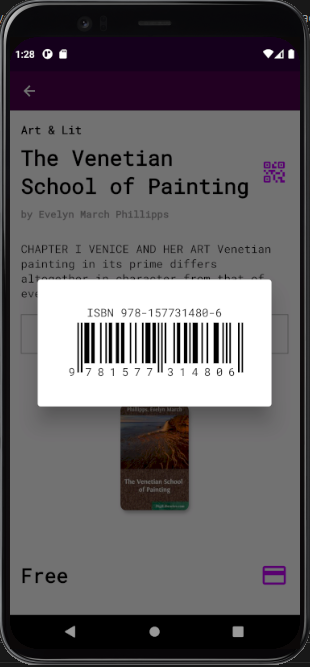 1:28
Art & Lit
The Venetian
School of Painting
by Evelyn March Phillipps
CHAPTER I VENICE AND HER ART Venetian
painting in its prime differs
altogether in character from that of
ISBN 978-157731480-6
9 781577 314806
Phillipps, Evelyn March
The Venetian School
of Painting
Free